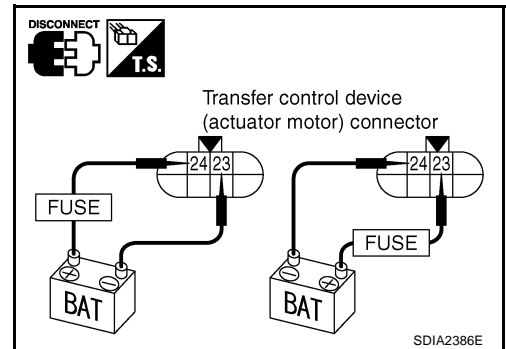 DISCONNECT
T.S.
Transfer control device
(actuator motor) connector
24 23
24 23
FUSE
FUSE
+ −
− +
BAT
BAT
SDIA2386E